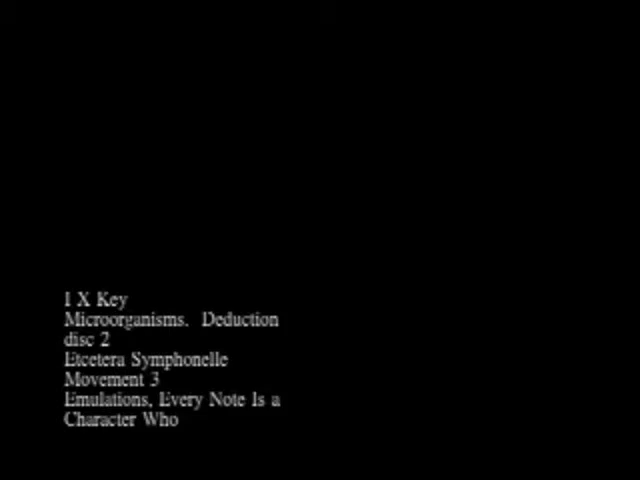 I X Key
Microorganisms. Deduction
disc 2
Etcetera Symphonelle
Movement 3
Emulations, Every Note Is a
Character Who